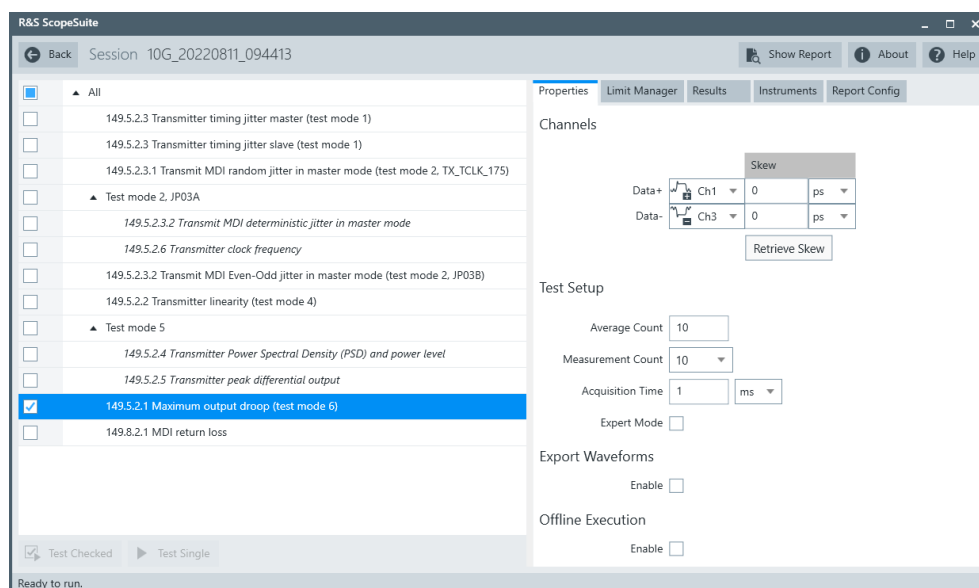 R&S ScopeSuite
Back Session 10G_20220811_094413 Show Report About Help
All
149.5.2.3 Transmitter timing jitter master (test mode 1)
149.5.2.3 Transmitter timing jitter slave (test mode 1)
149.5.2.3.1 Transmit MDI random jitter in master mode (test mode 2, TX_TCLK_175)
Test mode 2, JP03A
149.5.2.3.2 Transmit MDI deterministic jitter in master mode
149.5.2.6 Transmitter clock frequency
149.5.2.3.2 Transmit MDI Even-Odd jitter in master mode (test mode 2, JP03B)
149.5.2.2 Transmitter linearity (test mode 4)
Test mode 5
149.5.2.4 Transmitter Power Spectral Density (PSD) and power level
149.5.2.5 Transmitter peak differential output
149.5.2.1 Maximum output droop (test mode 6)
149.8.2.1 MDI return loss
Test Checked Test Single
Properties Limit Manager Results Instruments Report Config
Channels
Skew
Data+ Ch1 0 ps
Data- Ch3 0 ps
Retrieve Skew
Test Setup
Average Count 10
Measurement Count 10
Acquisition Time 1 ms
Expert Mode
Export Waveforms
Enable
Offline Execution
Enable
Ready to run.